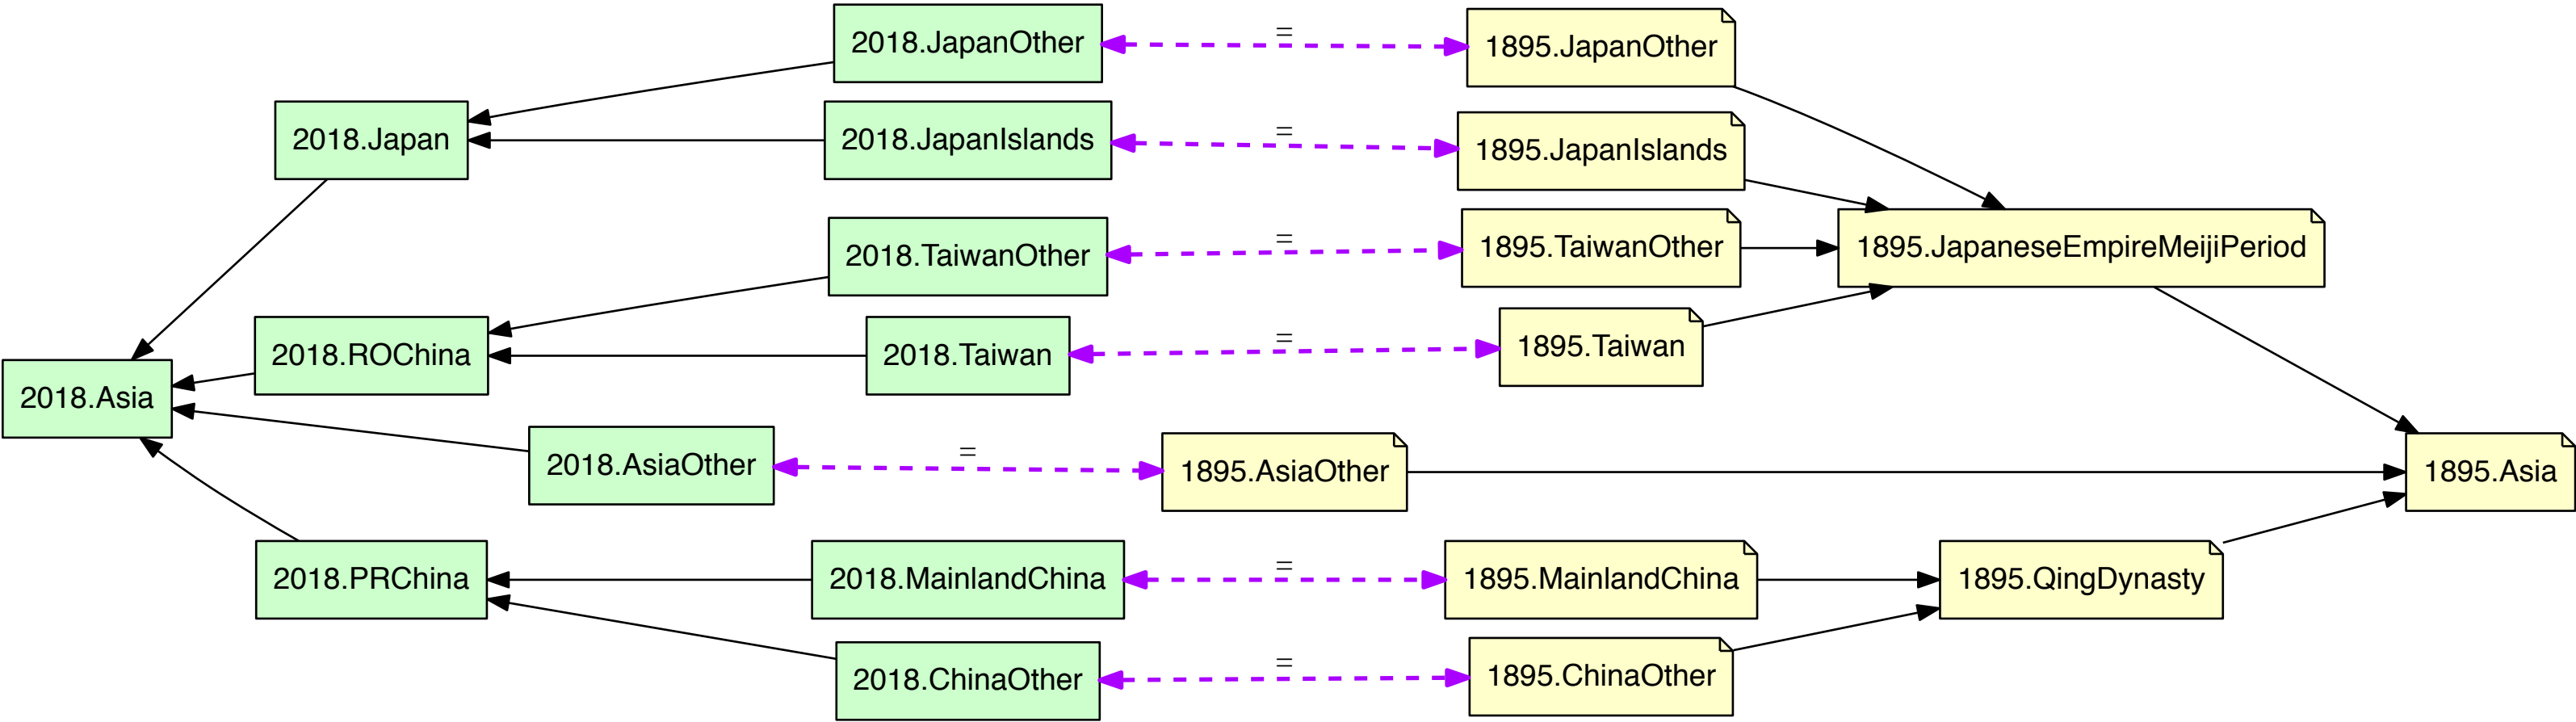 2018.JapanOther
=
1895.JapanOther
2018.Japan
2018.JapanIslands
=
1895.JapanIslands
2018.TaiwanOther
=
1895.TaiwanOther
1895.JapaneseEmpireMeijiPeriod
2018.ROChina
2018.Taiwan
=
1895.Taiwan
2018.Asia
2018.AsiaOther
=
1895.AsiaOther
1895.Asia
2018.PRChina
2018.MainlandChina
=
1895.MainlandChina
1895.QingDynasty
2018.ChinaOther
=
1895.ChinaOther